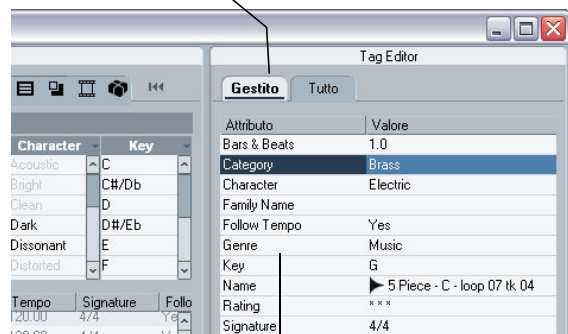 Tag Editor
Gestito Tutto
Attributo Valore
Character Key
Bars & Beats 1.0
Acoustic C
Category Brass
Bright C#/Db
Character Electric
Clean D
Family Name
Dark D#/Eb
Follow Tempo Yes
Dissonant E
Genre Music
Distorted F
Key G
Name 5 Piece - C - loop 07 tk 04
Tempo Signature Follo
Rating * * *
120.00 4/4 Ye
Signature 4/4